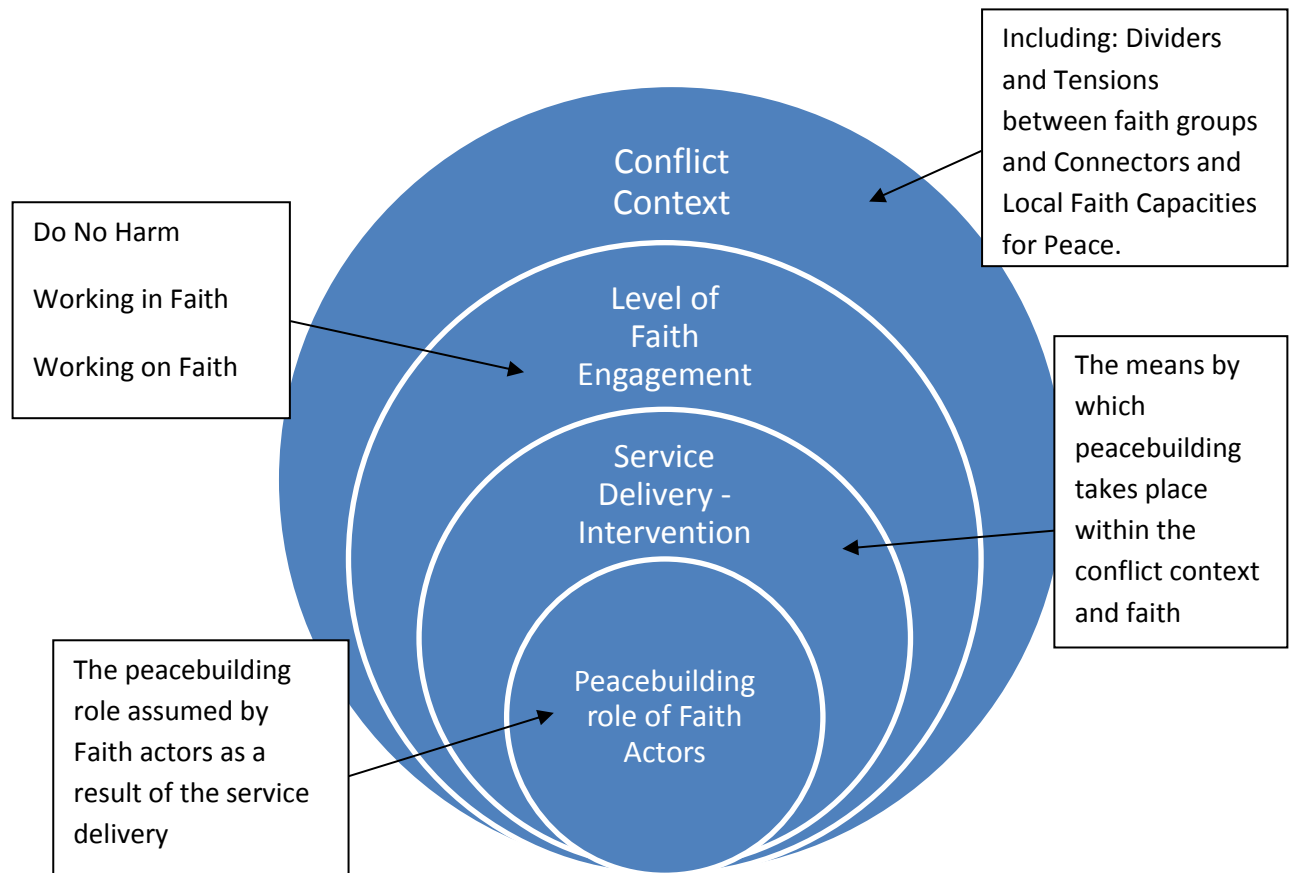 Including: Dividers
and Tensions
between faith groups
and Connectors and
Local Faith Capacities
for Peace.
Conflict
Context
Do No Harm
Working in Faith
Working on Faith
Level of
Faith
Engagement
The means by
which
peacebuilding
takes place
within the
conflict context
and faith
Service
Delivery -
Intervention
The peacebuilding
role assumed by
Faith actors as a
result of the service
delivery
Peacebuilding
role of Faith
Actors